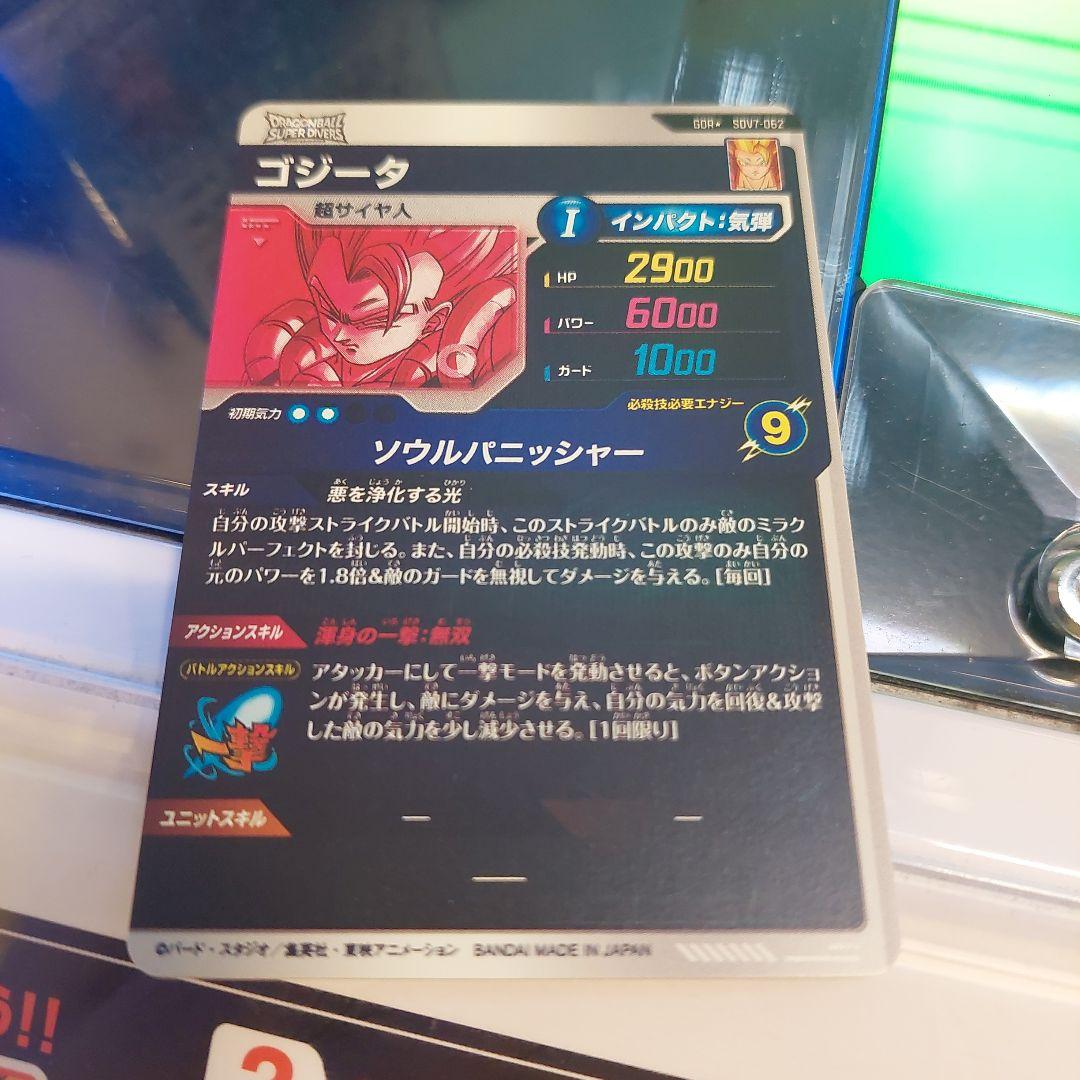 DRAGONBALL
SUPER DIVERS
GDR★ SDV7-062
ゴジータ
超サイヤ人
I インパクト:気弾
HP 2900
パワー 6000
ガード 1000
初期気力
必殺技必要エナジー
9
ソウルパニッシャー
スキル 悪を浄化する光
自分の攻撃ストライクバトル開始時、このストライクバトルのみ敵のミラク
ルパーフェクトを封じる。また、自分の必殺技発動時、この攻撃のみ自分の
元のパワーを1.8倍&敵のガードを無視してダメージを与える。[毎回]
アクションスキル 渾身の一撃:無双
バトルアクションスキル
アタッカーにして一撃モードを発動させると、ボタンアクショ
ンが発生し、敵にダメージを与え、自分の気力を回復&攻撃
した敵の気力を少し減少させる。[1回限り]
一撃
ユニットスキル
©バード・スタジオ/集英社・東映アニメーション BANDAI MADE IN JAPAN
!!
2